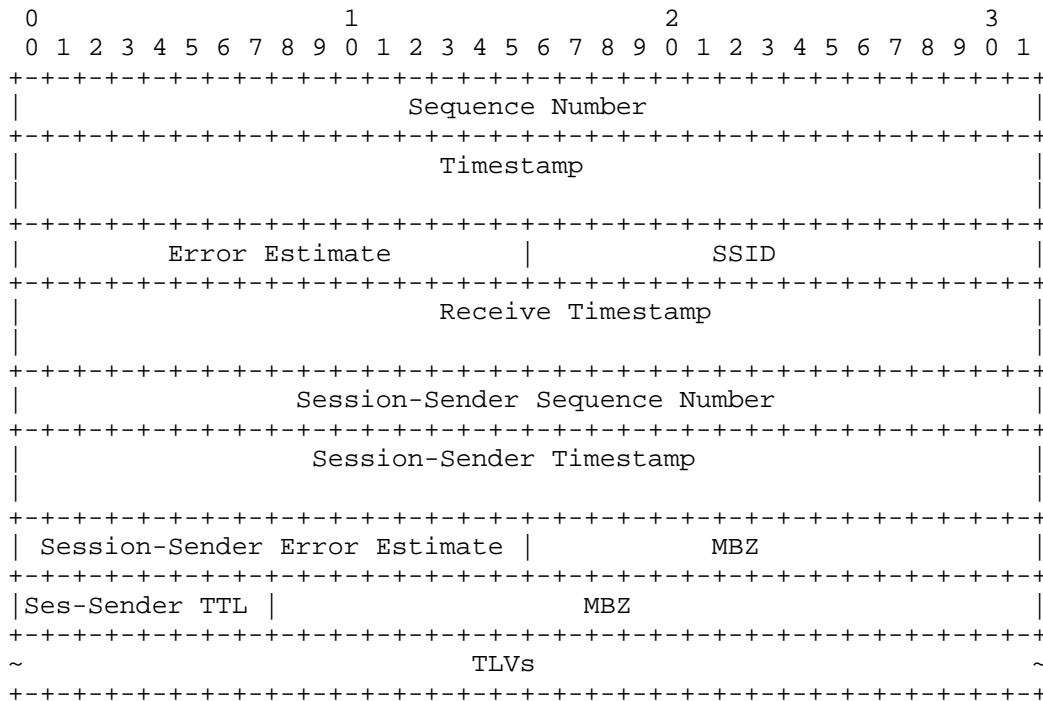 0                   1                   2                   3
 0 1 2 3 4 5 6 7 8 9 0 1 2 3 4 5 6 7 8 9 0 1 2 3 4 5 6 7 8 9 0 1
+-+-+-+-+-+-+-+-+-+-+-+-+-+-+-+-+-+-+-+-+-+-+-+-+-+-+-+-+-+-+-+-+
|                        Sequence Number                        |
+-+-+-+-+-+-+-+-+-+-+-+-+-+-+-+-+-+-+-+-+-+-+-+-+-+-+-+-+-+-+-+-+
|                          Timestamp                            |
|                                                               |
+-+-+-+-+-+-+-+-+-+-+-+-+-+-+-+-+-+-+-+-+-+-+-+-+-+-+-+-+-+-+-+-+
|         Error Estimate        |           SSID                |
+-+-+-+-+-+-+-+-+-+-+-+-+-+-+-+-+-+-+-+-+-+-+-+-+-+-+-+-+-+-+-+-+
|                          Receive Timestamp                    |
|                                                               |
+-+-+-+-+-+-+-+-+-+-+-+-+-+-+-+-+-+-+-+-+-+-+-+-+-+-+-+-+-+-+-+-+
|                 Session-Sender Sequence Number                |
+-+-+-+-+-+-+-+-+-+-+-+-+-+-+-+-+-+-+-+-+-+-+-+-+-+-+-+-+-+-+-+-+
|                  Session-Sender Timestamp                     |
|                                                               |
+-+-+-+-+-+-+-+-+-+-+-+-+-+-+-+-+-+-+-+-+-+-+-+-+-+-+-+-+-+-+-+-+
| Session-Sender Error Estimate |           MBZ                 |
+-+-+-+-+-+-+-+-+-+-+-+-+-+-+-+-+-+-+-+-+-+-+-+-+-+-+-+-+-+-+-+-+
|Ses-Sender TTL |                   MBZ                         |
+-+-+-+-+-+-+-+-+-+-+-+-+-+-+-+-+-+-+-+-+-+-+-+-+-+-+-+-+-+-+-+-+
~                            TLVs                               ~
+-+-+-+-+-+-+-+-+-+-+-+-+-+-+-+-+-+-+-+-+-+-+-+-+-+-+-+-+-+-+-+-+